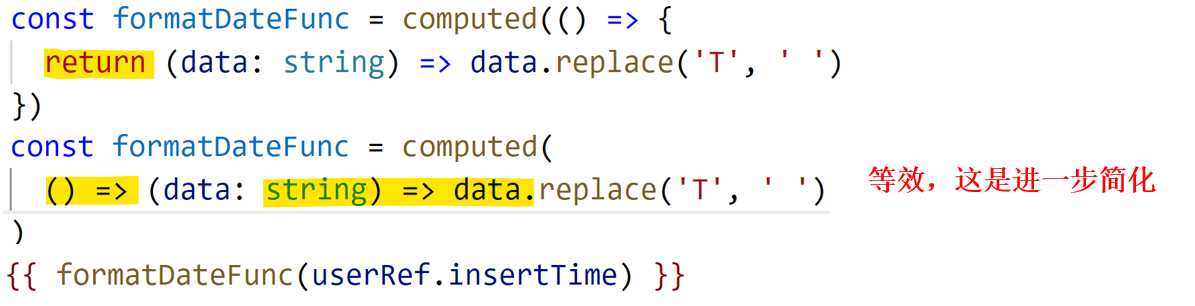 const formatDateFunc = computed(() => {
return (data: string) => data.replace('T', ' ')
})
const formatDateFunc = computed(
() => (data: string) => data.replace('T', ' ')
等效，这是进一步简化
)
{{ formatDateFunc(userRef.insertTime) }}